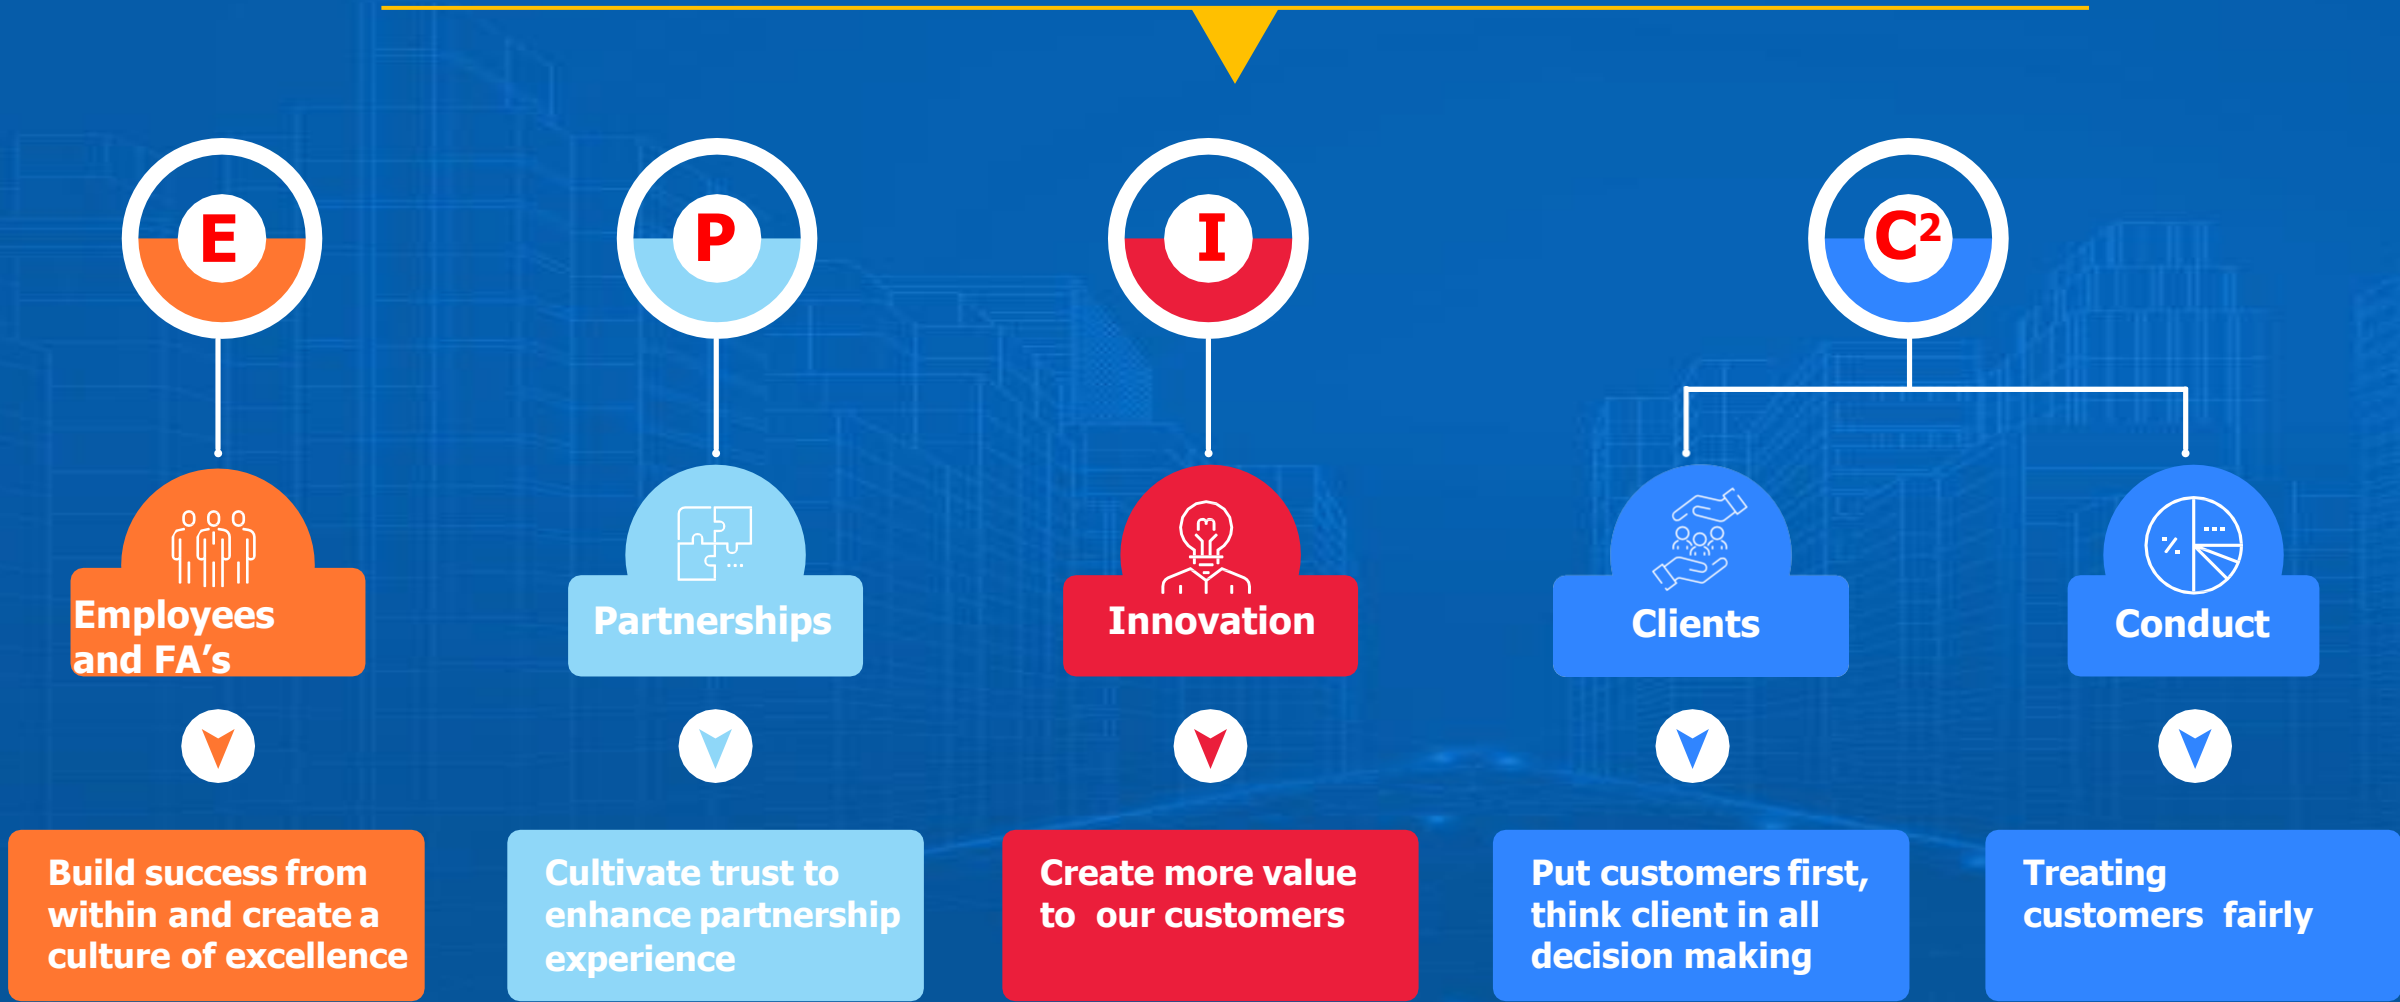 E
P
I
C²
Employees
and FA’s
Partnerships
Innovation
Clients
Conduct
Build success from
within and create a
culture of excellence
Cultivate trust to
enhance partnership
experience
Create more value
to our customers
Put customers first,
think client in all
decision making
Treating
customers fairly